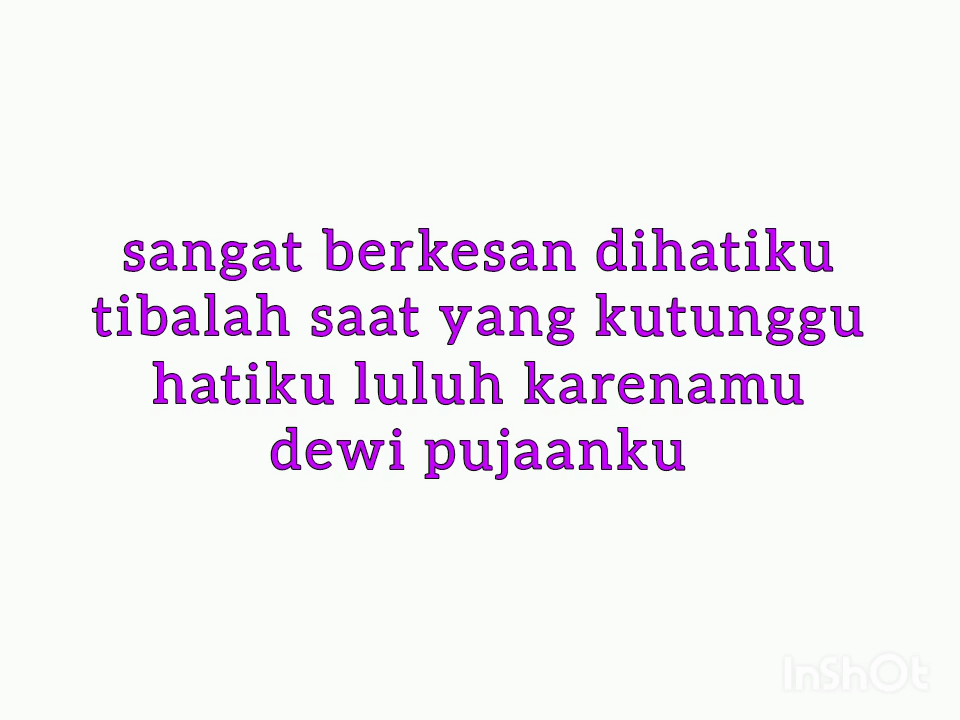 sangat berkesan dihatiku
tibalah saat yang kutunggu
hatiku luluh karenamu
dewi pujaanku
InShOt